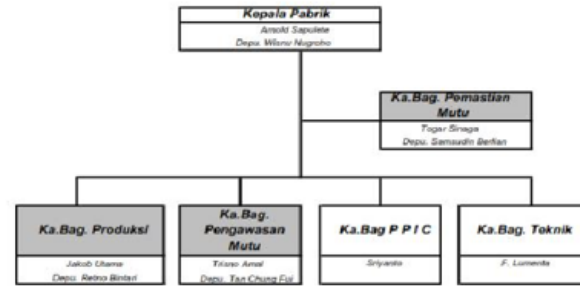 Kepala Pabrik
Arnold Sapulete
Depu. Wisnu Nugroho
Ka.Bag. Pemastian
Mutu
Togar Sinaga
Depu. Samsudin Berlian
Ka.Bag. Produksi
Jakob Utama
Depu. Retno Bintari
Ka.Bag.
Pengawasan
Mutu
Trisno Amal
Depu. Tan Chung Fui
Ka.Bag P P I C
Sriyanto
Ka.Bag. Teknik
F. Lumenta